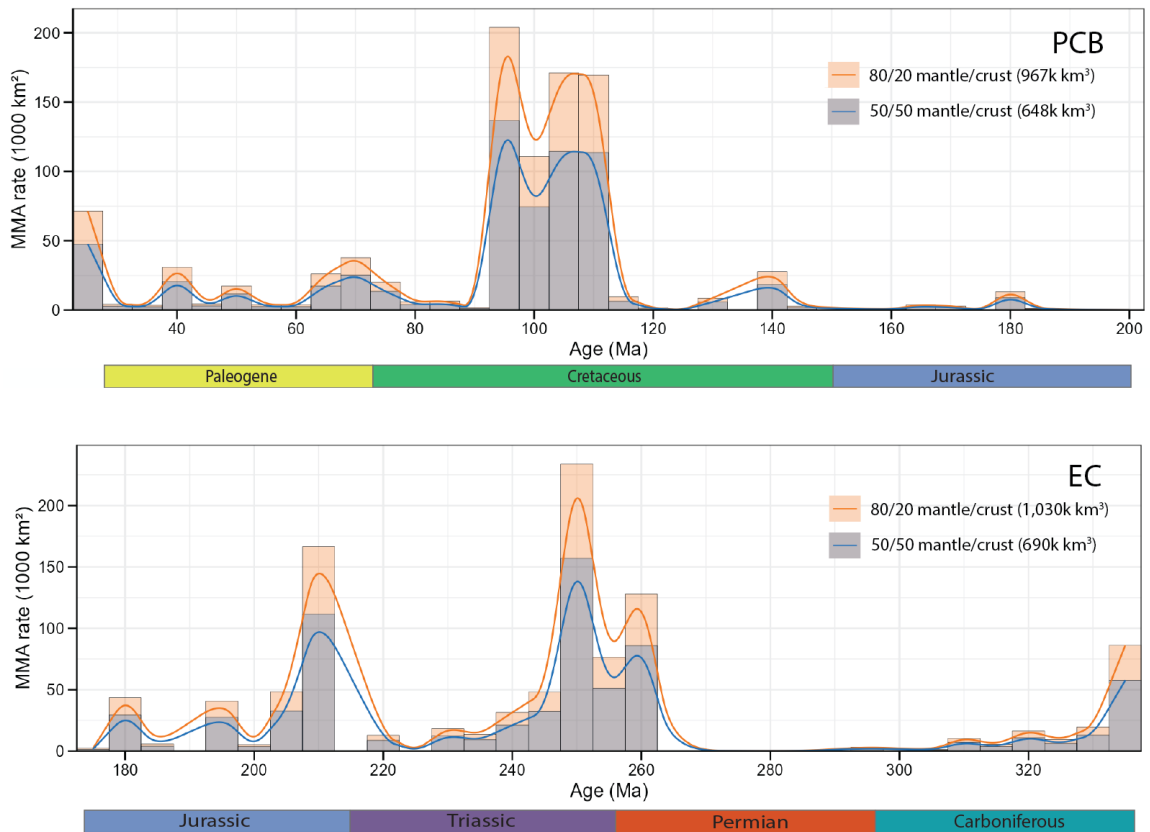 PCB
80/20 mantle/crust (967k km³)
50/50 mantle/crust (648k km³)
MMA rate (1000 km²)
200
150
100
50
0
40 60 80 100 120 140 160 180 200
Age (Ma)
Paleogene Cretaceous Jurassic
EC
80/20 mantle/crust (1,030k km³)
50/50 mantle/crust (690k km³)
MMA rate (1000 km²)
200
150
100
50
0
180 200 220 240 260 280 300 320
Age (Ma)
Jurassic Triassic Permian Carboniferous